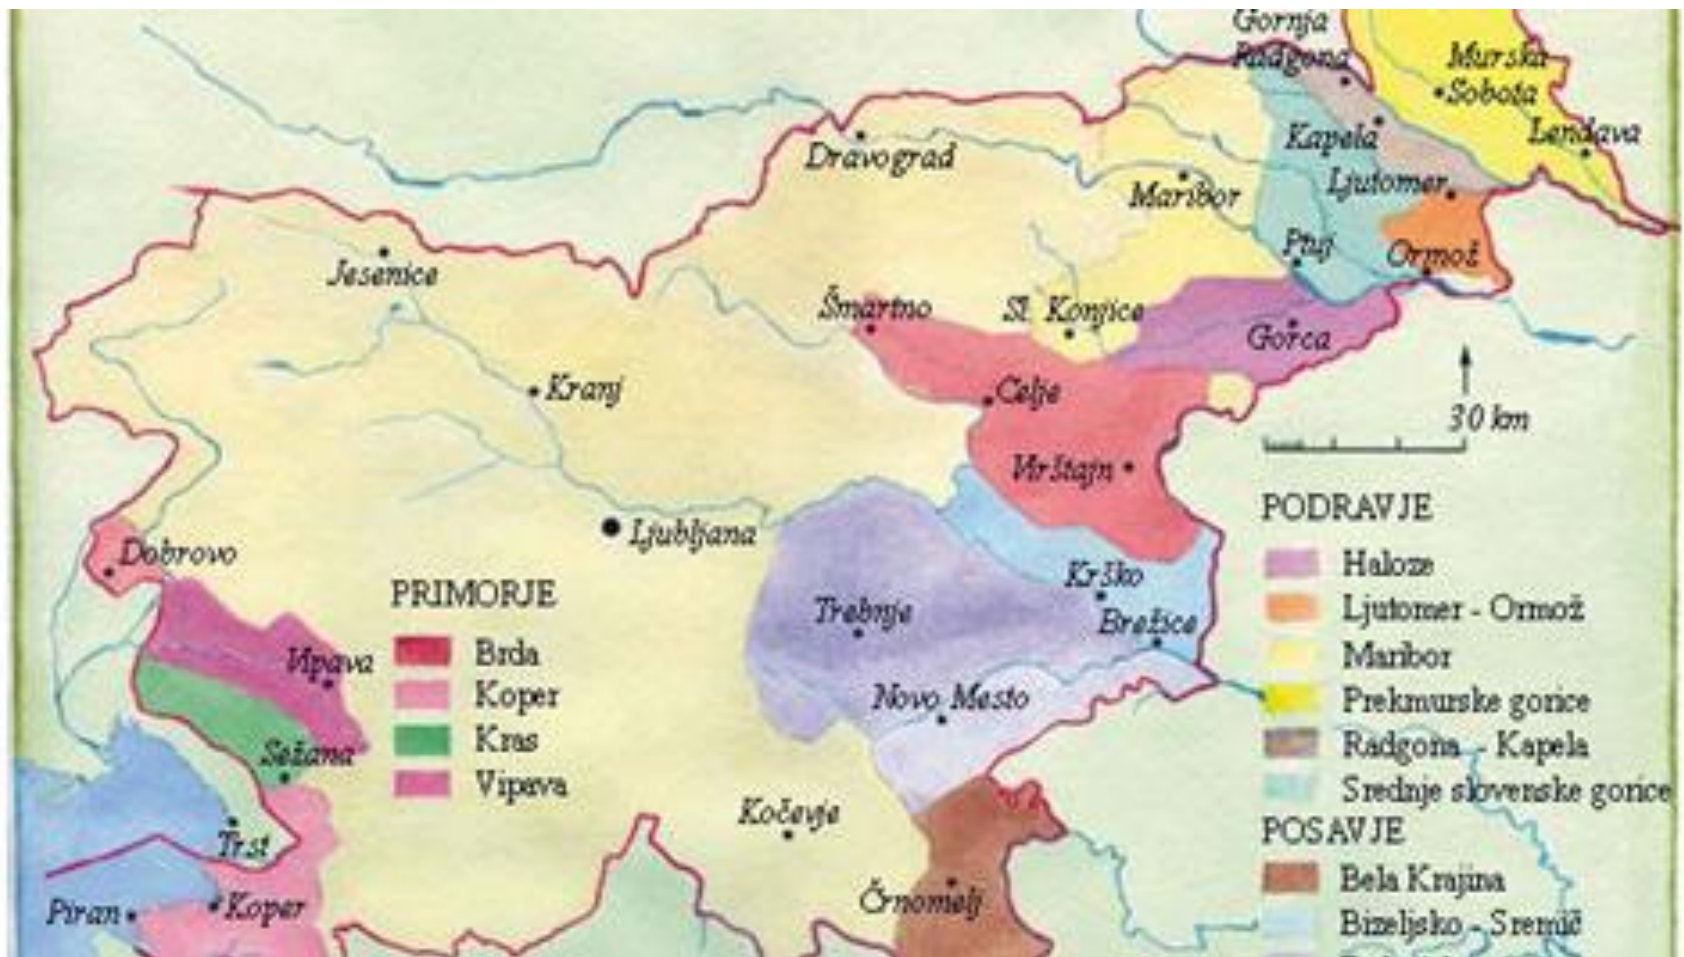 Gornja
Radgona
Murska
Sobota
Lendava
Kapela
Ljutomer
Dravograd
Maribor
Ptuj
Ormož
Jesenice
Šmartno
Sl. Konjice
Gorca
Kranj
Celje
30 km
Virštajn
Ljubljana
Dobrovo
Krško
Trebnje
Brežice
Vipava
Novo Mesto
Sežana
Kočevje
Trst
Črnomelj
Piran
Koper
PRIMORJE
Brda
Koper
Kras
Vipava
PODRAVJE
Haloze
Ljutomer - Ormož
Maribor
Prekmurske gorice
Radgona - Kapela
Srednje slovenske gorice
POSAVJE
Bela Krajina
Bizeljsko - Sremič